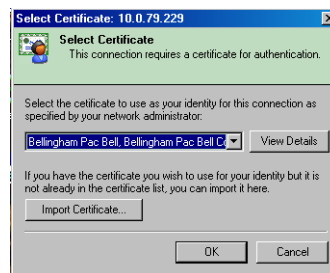 Select Certificate: 10.0.79.229
Select Certificate
This connection requires a certificate for authentication.
Select the cetificate to use as your identity for this connection as
specified by your network administrator:
Bellingham Pac Bell, Bellingham Pac Bell
View Details
If you have the certificate you wish to use for your identity but it is
not already in the certificate list, you can import it here.
Import Certificate...
OK
Cancel